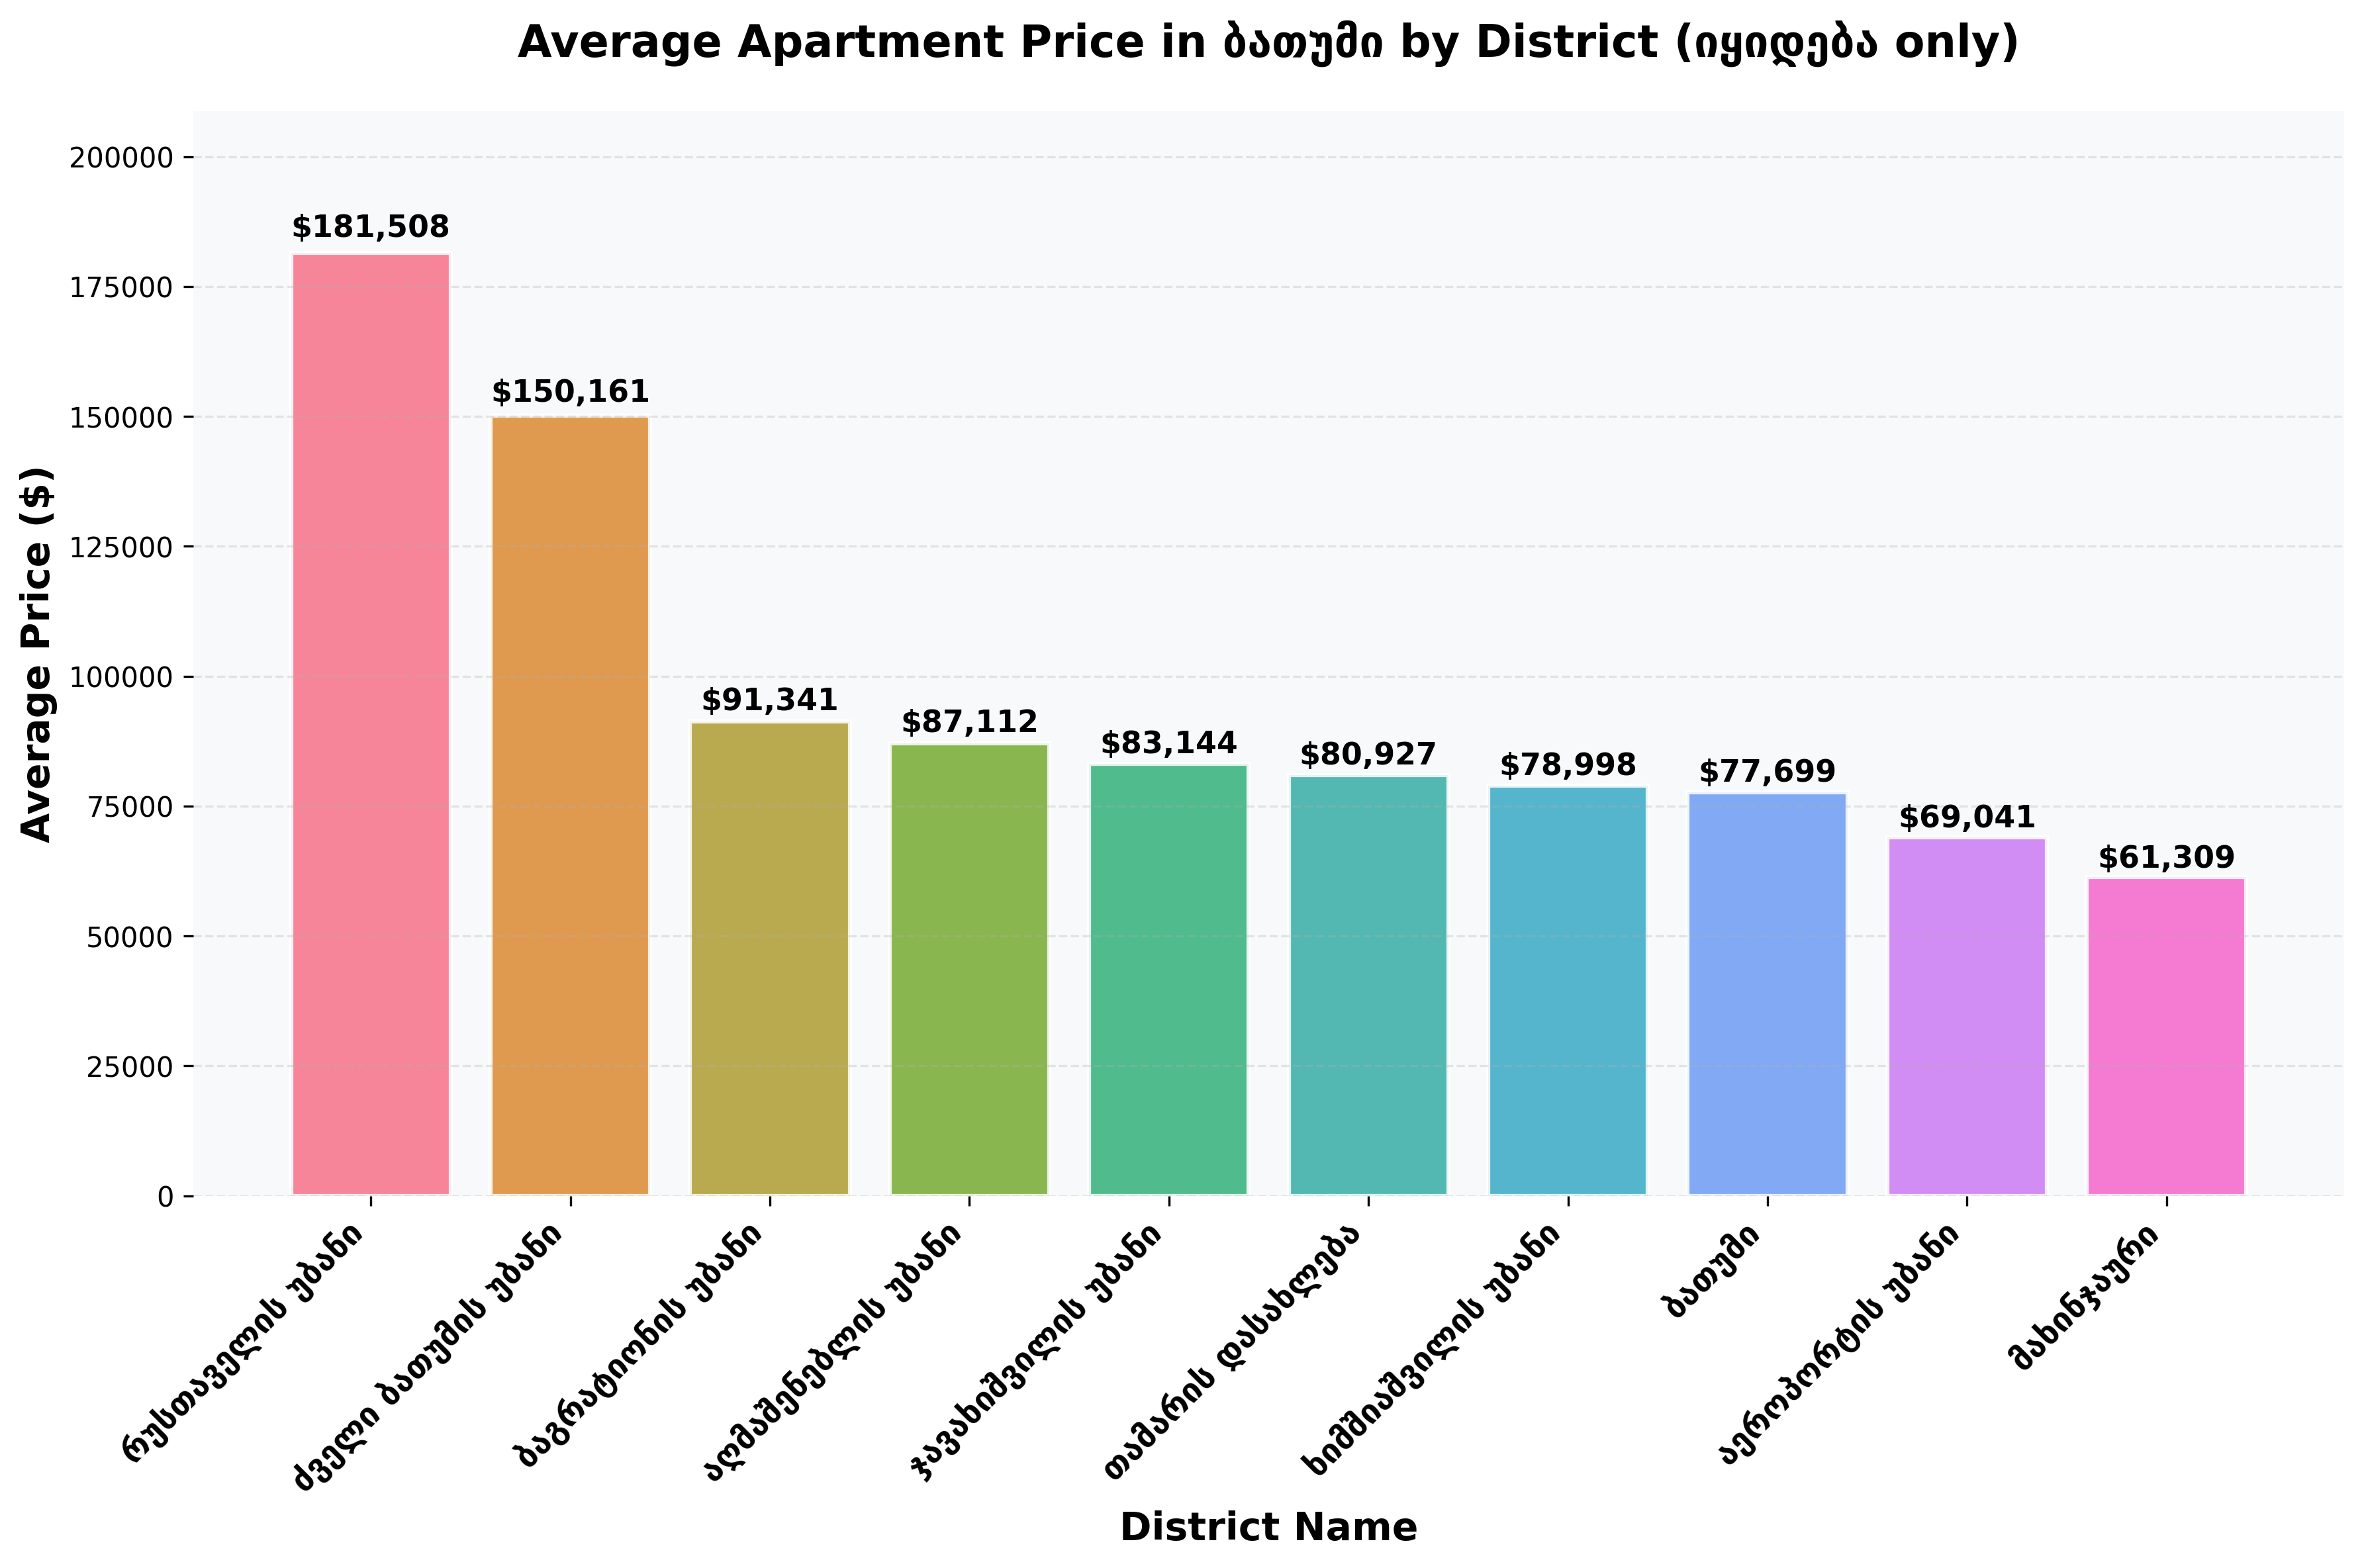 Average Apartment Price in ბათუმი by District (იყიდება only)
Average Price ($)
200000
175000
150000
125000
100000
75000
50000
25000
0
$181,508
$150,161
$91,341
$87,112
$83,144
$80,927
$78,998
$77,699
$69,041
$61,309
რუსთაველის უბანი
ძველი ბათუმის უბანი
ბაგრატიონის უბანი
აღმაშენებლის უბანი
ჯავახიშვილის უბანი
თამარის დასახლება
ხიმშიაშვილის უბანი
ბათუმი
აეროპორტის უბანი
მახინჯაური
District Name